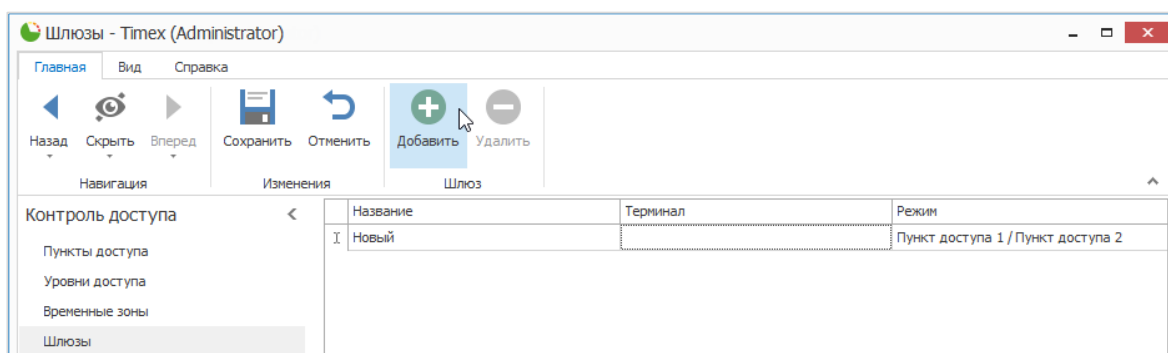 Шлюзы - Timex (Administrator)
Главная Вид Справка
Назад Скрыть Вперед Сохранить Отменить Добавить Удалить
Навигация Изменения Шлюз
Контроль доступа
Название Терминал Режим
Новый Пункт доступа 1 / Пункт доступа 2
Пункты доступа
Уровни доступа
Временные зоны
Шлюзы